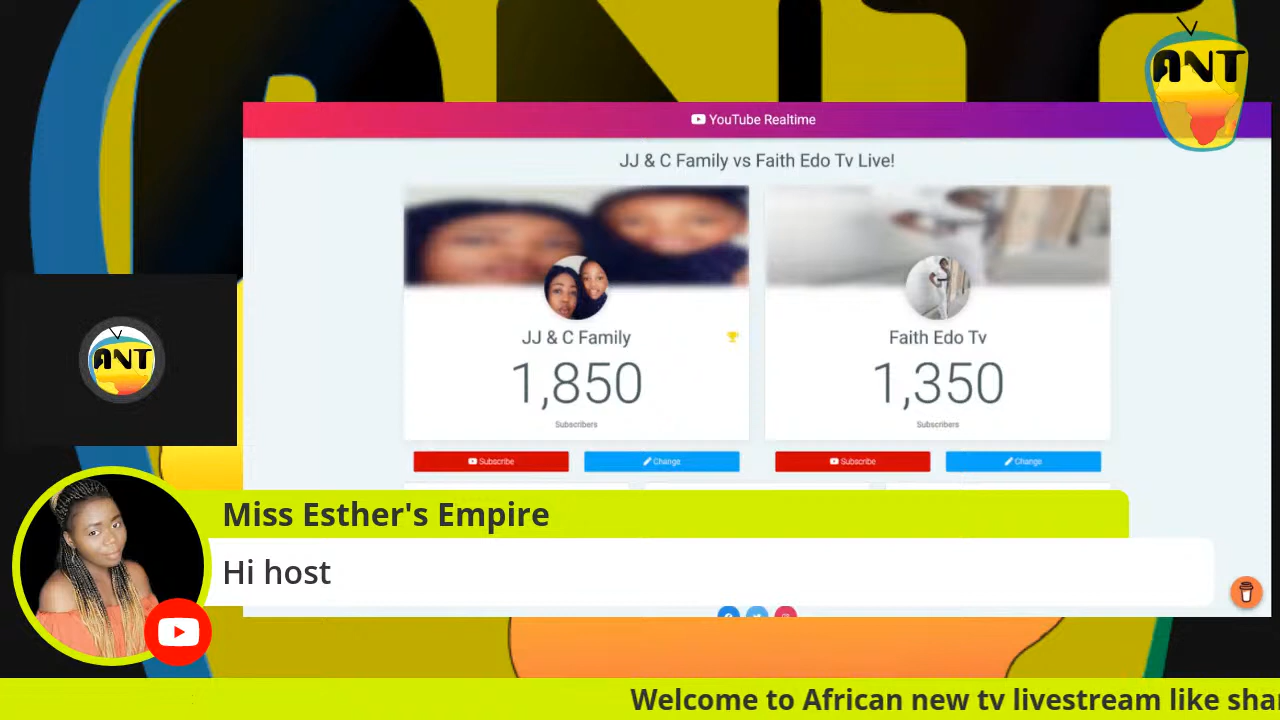 ANT
YouTube Realtime
JJ & C Family vs Faith Edo Tv Live!
JJ & C Family
1,850
Subscribers
Subscribe
Change
Faith Edo Tv
1,350
Subscribers
Subscribe
Change
ANT
Miss Esther's Empire
Hi host
Welcome to African new tv livestream like